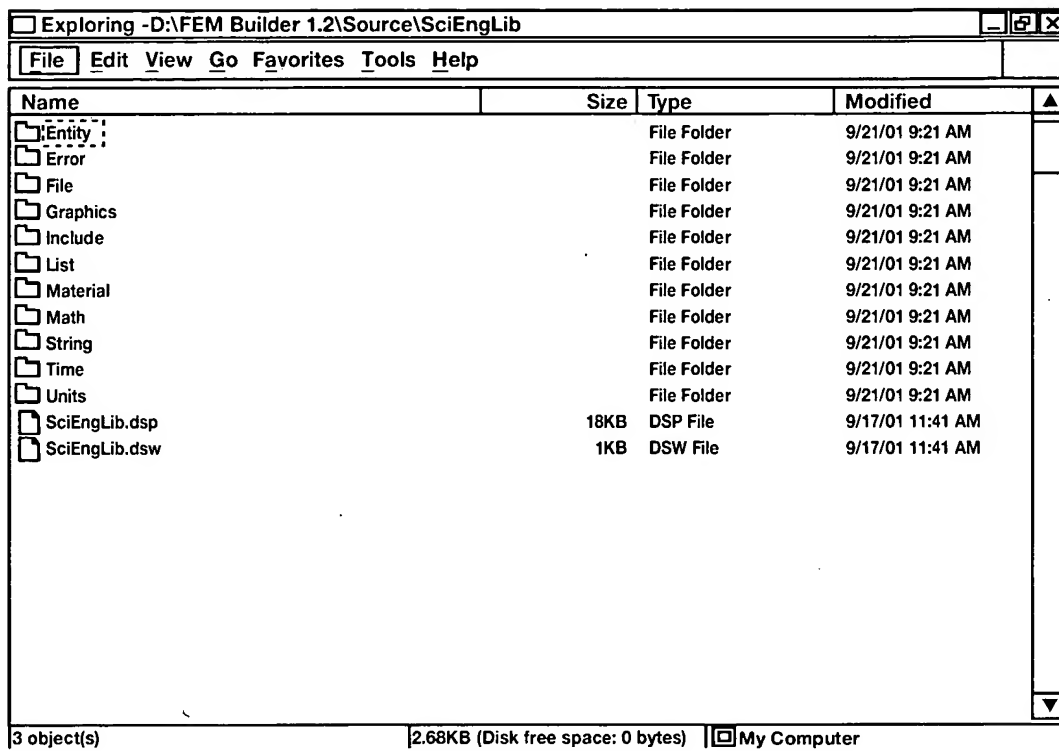 Exploring -D:\FEM Builder 1.2\Source\SciEngLib
File Edit View Go Favorites Tools Help
Name Size Type Modified
Entity File Folder 9/21/01 9:21 AM
Error File Folder 9/21/01 9:21 AM
File File Folder 9/21/01 9:21 AM
Graphics File Folder 9/21/01 9:21 AM
Include File Folder 9/21/01 9:21 AM
List File Folder 9/21/01 9:21 AM
Material File Folder 9/21/01 9:21 AM
Math File Folder 9/21/01 9:21 AM
String File Folder 9/21/01 9:21 AM
Time File Folder 9/21/01 9:21 AM
Units File Folder 9/21/01 9:21 AM
SciEngLib.dsp 18KB DSP File 9/17/01 11:41 AM
SciEngLib.dsw 1KB DSW File 9/17/01 11:41 AM
3 object(s) 2.68KB (Disk free space: 0 bytes) My Computer